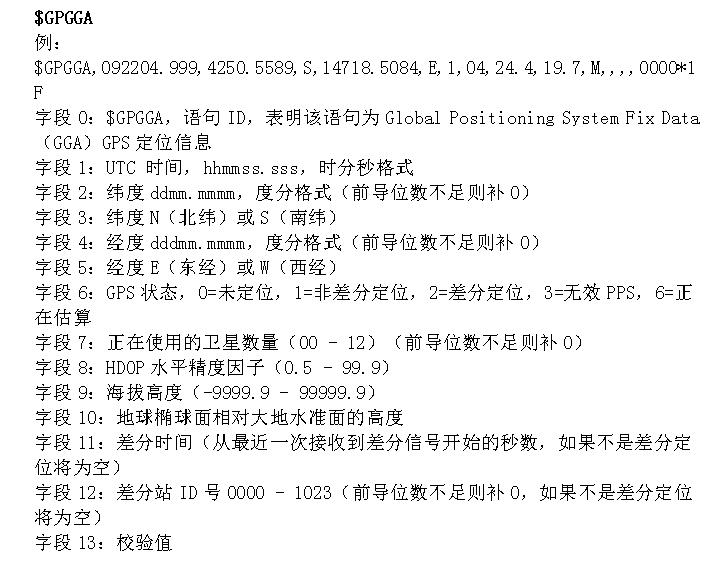 $GPGGA
例：
$GPGGA,092204.999,4250.5589,S,14718.5084,E,1,04,24.4,19.7,M,,,,0000*1
F
字段 0：$GPGGA，语句 ID，表明该语句为 Global Positioning System Fix Data
（GGA）GPS 定位信息
字段 1：UTC 时间，hhmmss.sss，时分秒格式
字段 2：纬度 ddmm.mmmm，度分格式（前导位数不足则补 0）
字段 3：纬度 N（北纬）或 S（南纬）
字段 4：经度 dddmm.mmmm，度分格式（前导位数不足则补 0）
字段 5：经度 E（东经）或 W（西经）
字段 6：GPS 状态，0=未定位，1=非差分定位，2=差分定位，3=无效 PPS，6=正
在估算
字段 7：正在使用的卫星数量（00 - 12）（前导位数不足则补 0）
字段 8：HDOP 水平精度因子（0.5 - 99.9）
字段 9：海拔高度（-9999.9 - 99999.9）
字段 10：地球椭球面相对大地水准面的高度
字段 11：差分时间（从最近一次接收到差分信号开始的秒数，如果不是差分定
位将为空）
字段 12：差分站 ID 号 0000 - 1023（前导位数不足则补 0，如果不是差分定位
将为空）
字段 13：校验值